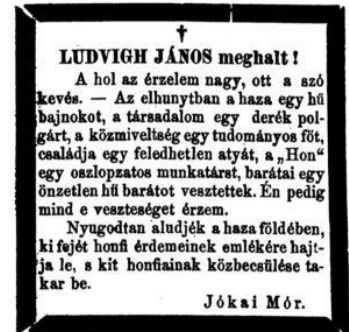 †
LUDVIGH JÁNOS meghalt!
A hol az érzelem nagy, ott a szó
kevés. — Az elhunytban a haza egy hű
bajnokot, a társadalom egy derék pol-
gárt, a közmiveltség egy tudományos főt,
családja egy feledhetlen atyát, a „Hon“
egy oszlopzatos munkatárst, barátai egy
önzetlen hű barátot vesztettek. Én pedig
mind e veszteséget érzem.
Nyugodtan aludjék a haza földében,
ki fejét honfi érdemeinek emlékére hajt-
ja le, s kit honfiainak közbecsülése ta-
kar be.
Jókai Mór.